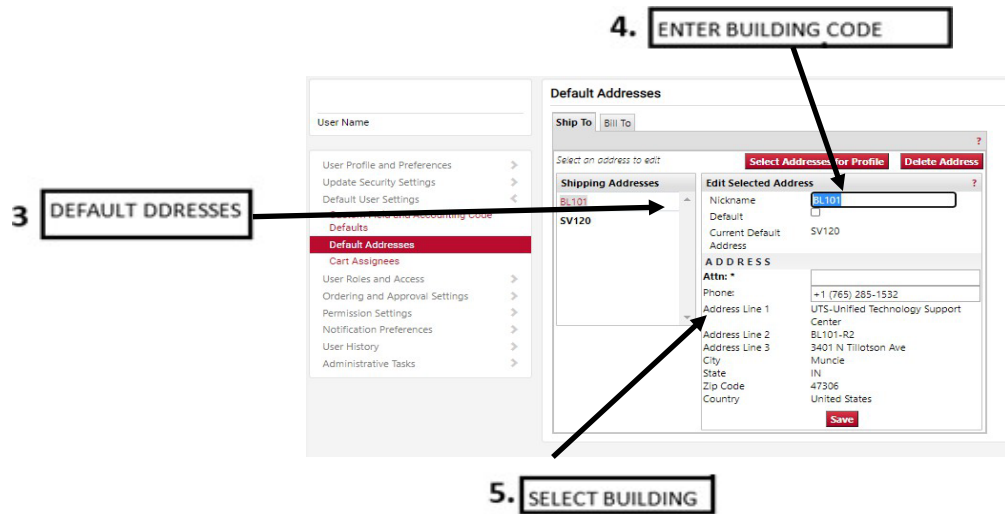 4. ENTER BUILDING CODE
Default Addresses
User Name
Ship To Bill To
?
Select an address to edit Select Addresses for Profile Delete Address
User Profile and Preferences
Update Security Settings
Default User Settings
Custom Field and Accounting Code
Defaults
Default Addresses
Cart Assignees
User Roles and Access
Ordering and Approval Settings
Permission Settings
Notification Preferences
User History
Administrative Tasks
3 DEFAULT DDRESSES
Shipping Addresses
BL101
SV120
Edit Selected Address ?
Nickname BL101
Default
Current Default SV120
Address
ADDRESS
Attn: *
Phone: +1 (765) 285-1532
Address Line 1 UTS-Unified Technology Support
Center
Address Line 2 BL101-R2
Address Line 3 3401 N Tillotson Ave
City Muncie
State IN
Zip Code 47306
Country United States
Save
5. SELECT BUILDING